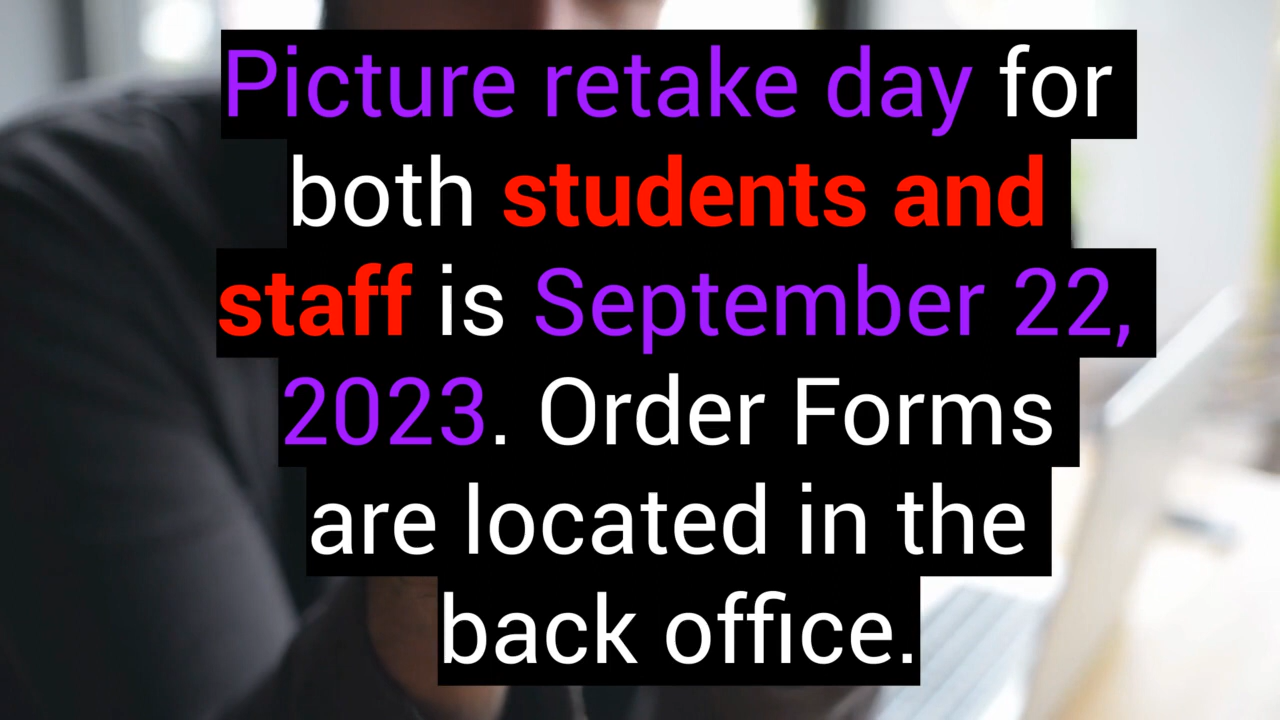 Picture retake day for
both students and
staff is September 22,
2023. Order Forms
are located in the
back office.